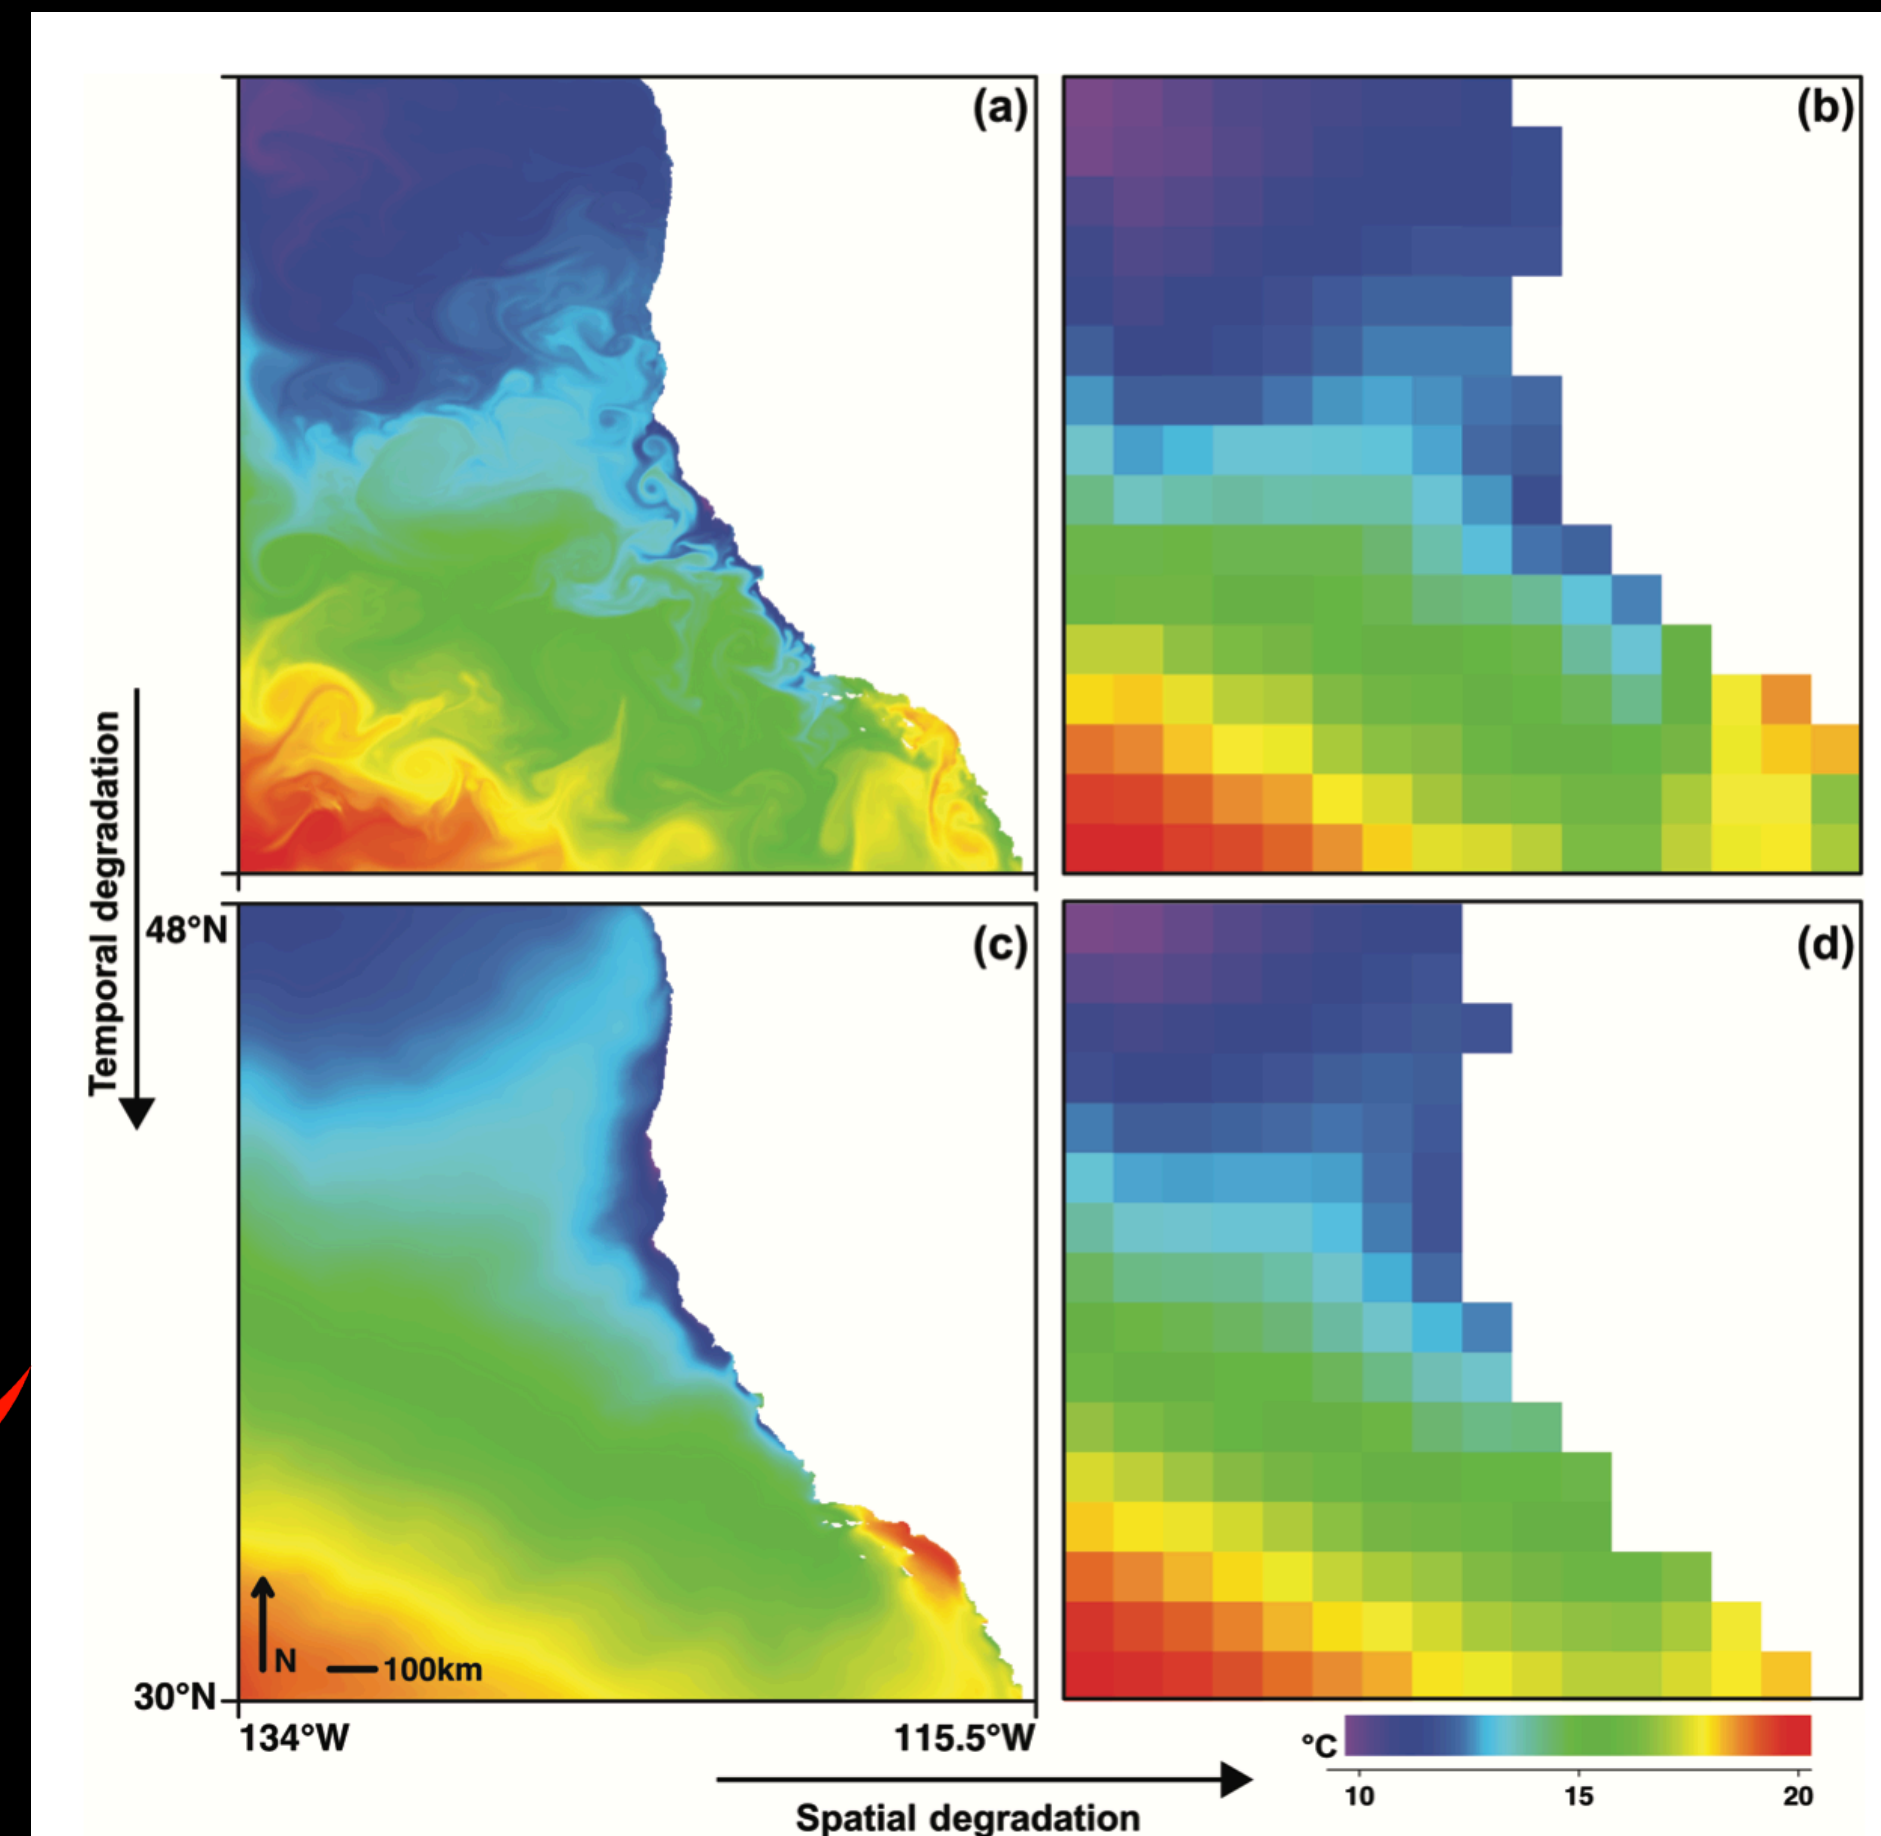 (a)
(b)
Temporal degradation
48°N
(c)
(d)
N
100km
30°N
134°W
115.5°W
°C
10
15
20
Spatial degradation